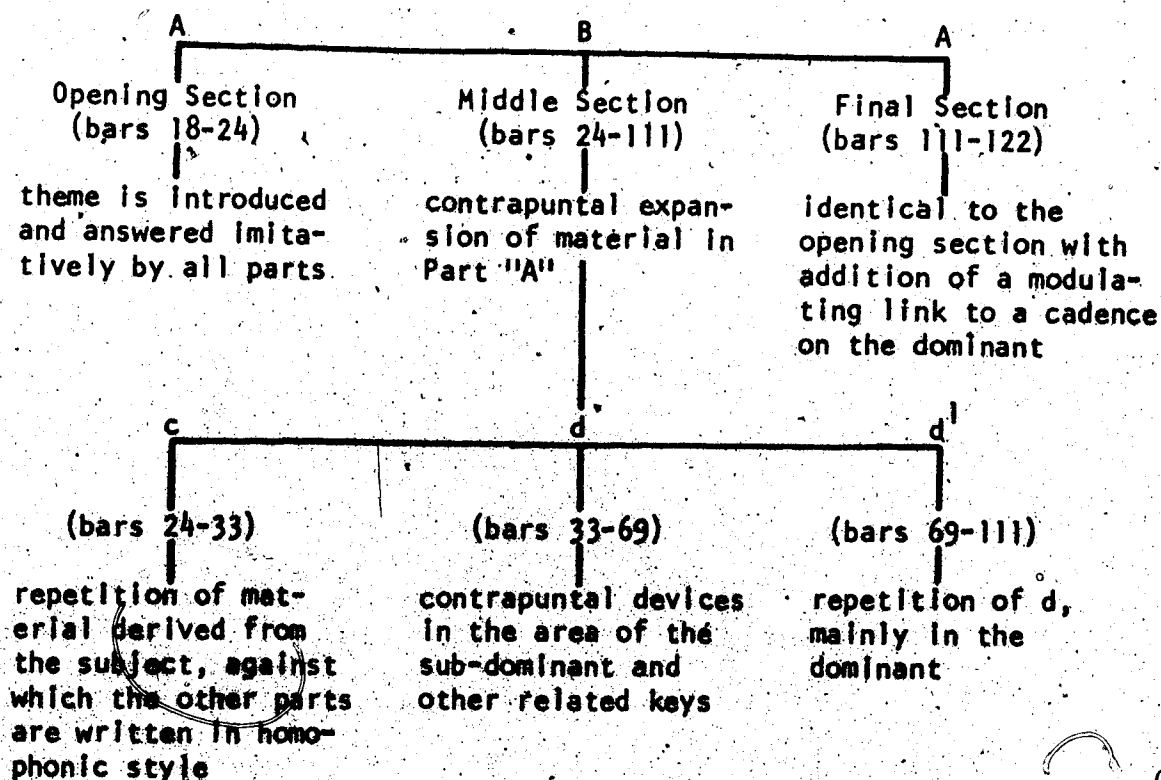 A
B
A
Opening Section
(bars 18-24)
theme is introduced
and answered imita-
tively by all parts
Middle Section
(bars 24-111)
contrapuntal expan-
sion of material in
Part "A"
Final Section
(bars 111-122)
identical to the
opening section with
addition of a modula-
ting link to a cadence
on the dominant
c
d
d1
(bars 24-33)
repetition of mat-
erial derived from
the subject, against
which the other parts
are written in homo-
phonic style
(bars 33-69)
contrapuntal devices
in the area of the
sub-dominant and
other related keys
(bars 69-111)
repetition of d,
mainly in the
dominant